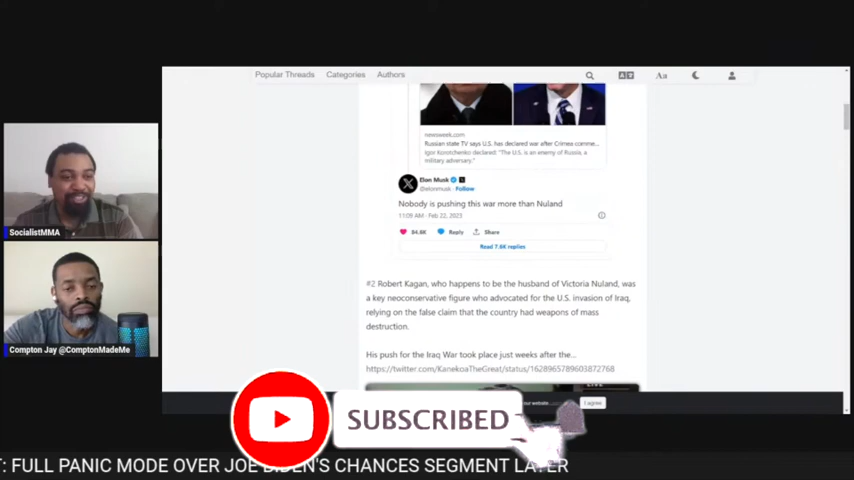 Popular Threads Categories Authors
Aa
newsweek.com
Russian state TV says U.S. has declared war after Crimea comme...
Igor Korotchenko declared: "The U.S. is an enemy of Russia, a
military adversary."
Elon Musk
@elonmusk · Follow
Nobody is pushing this war more than Nuland
11:09 AM · Feb 22, 2023
84.8K Reply Share
Read 7.6K replies
#2 Robert Kagan, who happens to be the husband of Victoria Nuland, was
a key neoconservative figure who advocated for the U.S. invasion of Iraq,
relying on the false claim that the country had weapons of mass
destruction.
His push for the Iraq War took place just weeks after the...
https://twitter.com/KanekoaTheGreat/status/1628965789603872768
LIVE
our website. I agree
SocialistMMA
Compton Jay @ComptonMadeMe
SUBSCRIBED
T: FULL PANIC MODE OVER JOE BIDEN'S CHANCES SEGMENT LAYER